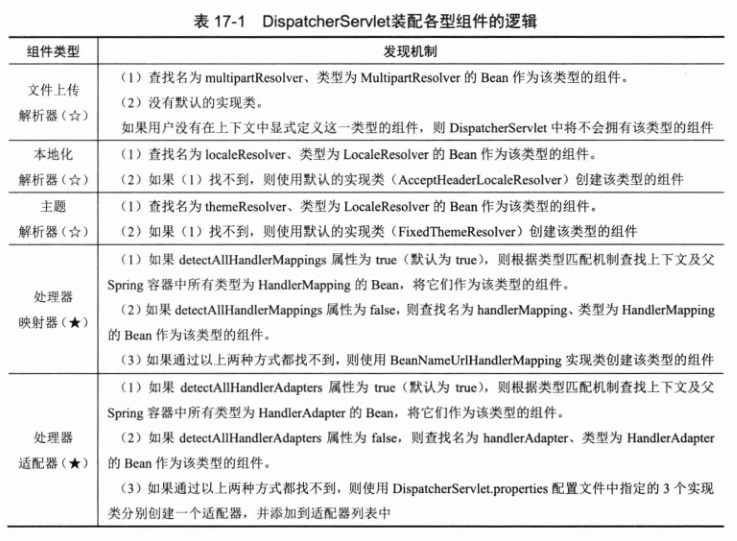 表 17-1 DispatcherServlet装配各型组件的逻辑
组件类型 发现机制
文件上传
解析器（☆）
（1）查找名为 multipartResolver、类型为 MultipartResolver 的 Bean 作为该类型的组件。
（2）没有默认的实现类。
如果用户没有在上下文中显式定义这一类型的组件，则 DispatcherServlet 中将不会拥有该类型的组件
本地化
解析器（☆）
（1）查找名为 localeResolver、类型为 LocaleResolver 的 Bean 作为该类型的组件。
（2）如果（1）找不到，则使用默认的实现类（AcceptHeaderLocaleResolver）创建该类型的组件
主题
解析器（☆）
（1）查找名为 themeResolver、类型为 LocaleResolver 的 Bean 作为该类型的组件。
（2）如果（1）找不到，则使用默认的实现类（FixedThemeResolver）创建该类型的组件
处理器
映射器（★）
（1）如果 detectAllHandlerMappings 属性为 true（默认为 true），则根据类型匹配机制查找上下文及父
Spring 容器中所有类型为 HandlerMapping 的 Bean，将它们作为该类型的组件。
（2）如果 detectAllHandlerMappings 属性为 false，则查找名为 handlerMapping、类型为 HandlerMapping
的 Bean 作为该类型的组件。
（3）如果通过以上两种方式都找不到，则使用 BeanNameUrlHandlerMapping 实现类创建该类型的组件
处理器
适配器（★）
（1）如果 detectAllHandlerAdapters 属性为 true（默认为 true），则根据类型匹配机制查找上下文及父
Spring 容器中所有类型为 HandlerAdapter 的 Bean，将它们作为该类型的组件。
（2）如果 detectAllHandlerAdapters 属性为 false，则查找名为 handlerAdapter、类型为 HandlerAdapter
的 Bean 作为该类型的组件。
（3）如果通过以上两种方式都找不到，则使用 DispatcherServlet.properties 配置文件中指定的 3 个实现
类分别创建一个适配器，并添加到适配器列表中